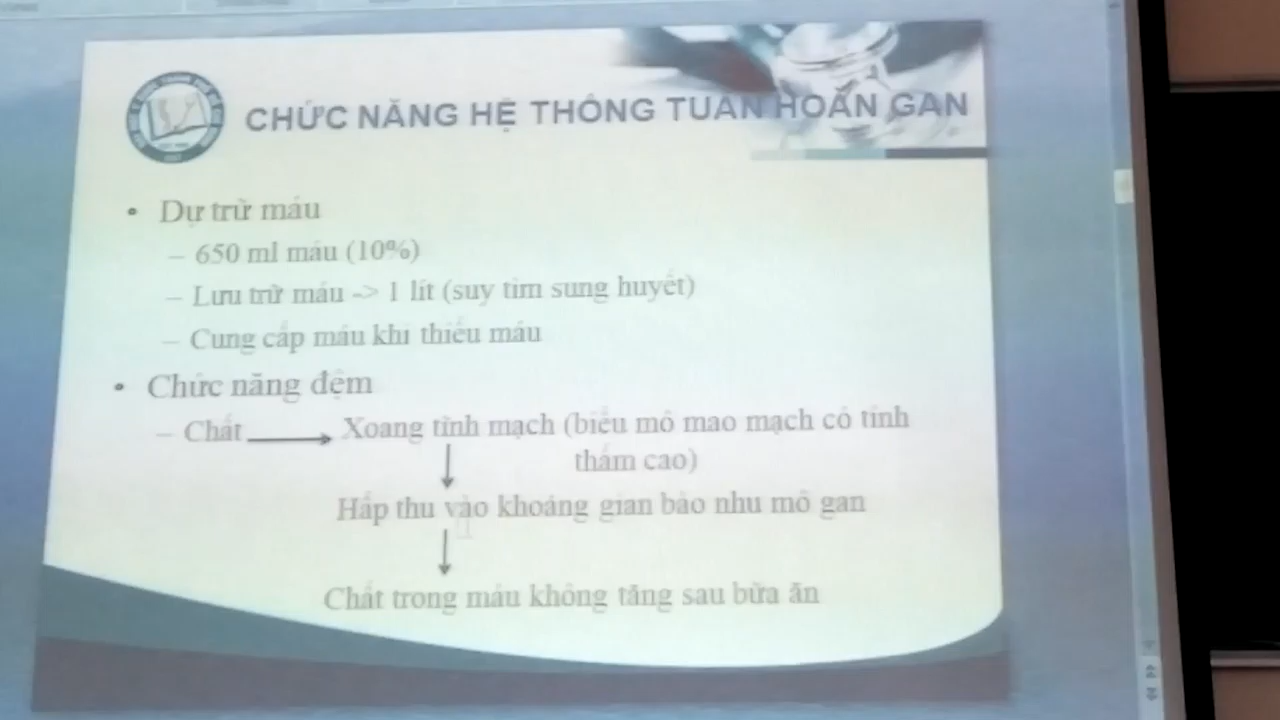 CHỨC NĂNG HỆ THỐNG TUẦN HOÀN GAN
• Dự trữ máu
– 650 ml máu (10%)
– Lưu trữ máu -> 1 lít (suy tim sung huyết)
– Cung cấp máu khi thiếu máu
• Chức năng đệm
– Chất → Xoang tĩnh mạch (biểu mô mao mạch có tính
thấm cao)
Hấp thu vào khoảng gian bào nhu mô gan
Chất trong máu không tăng sau bữa ăn